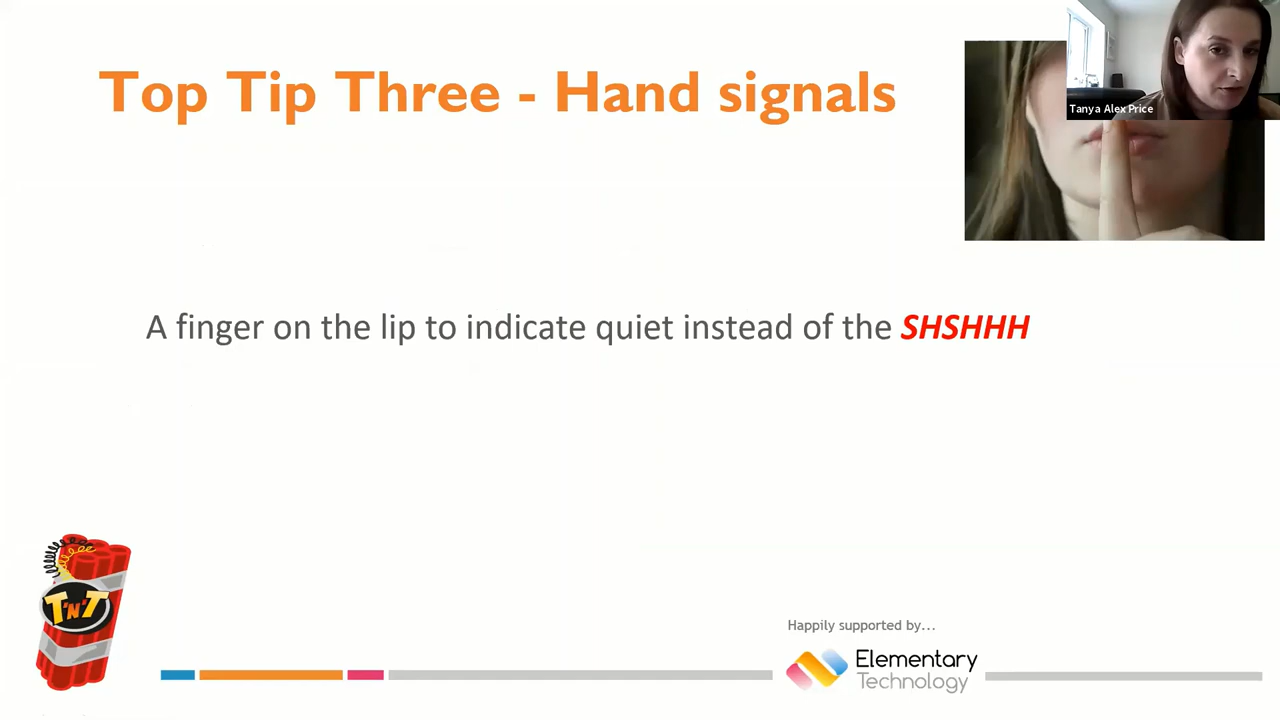 Top Tip Three - Hand signals
Tanya Alex Price
A finger on the lip to indicate quiet instead of the SHSHHH
T'N'T
Happily supported by...
Elementary
Technology